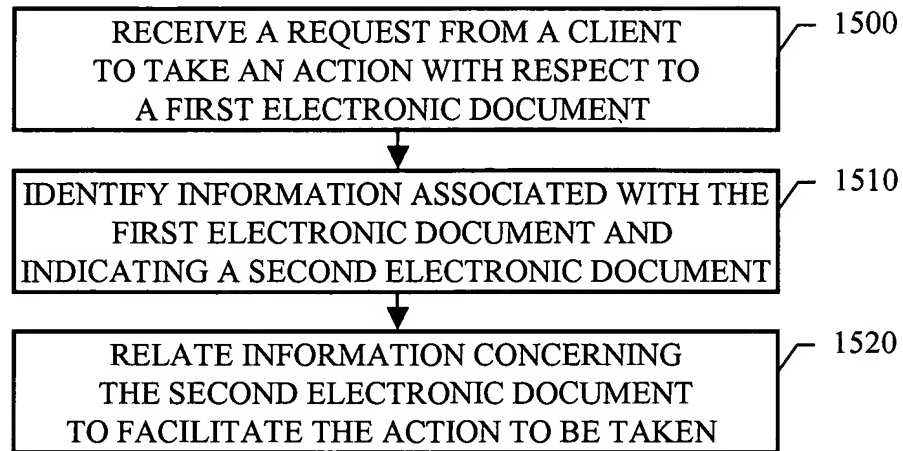 RECEIVE A REQUEST FROM A CLIENT
TO TAKE AN ACTION WITH RESPECT TO
A FIRST ELECTRONIC DOCUMENT
1500
IDENTIFY INFORMATION ASSOCIATED WITH THE
FIRST ELECTRONIC DOCUMENT AND
INDICATING A SECOND ELECTRONIC DOCUMENT
1510
RELATE INFORMATION CONCERNING
THE SECOND ELECTRONIC DOCUMENT
TO FACILITATE THE ACTION TO BE TAKEN
1520